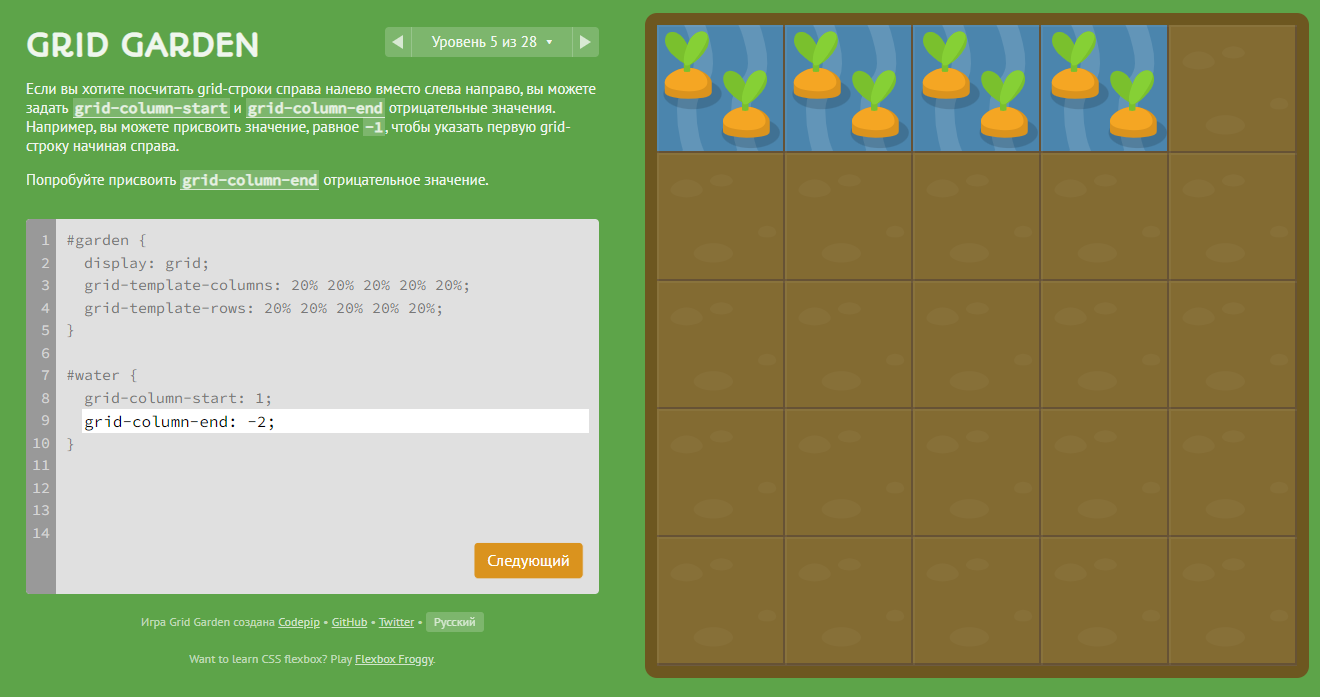 GRID GARDEN
Уровень 5 из 28
Если вы хотите посчитать grid-строки справа налево вместо слева направо, вы можете
задать grid-column-start и grid-column-end отрицательные значения.
Например, вы можете присвоить значение, равное -1, чтобы указать первую grid-
строку начиная справа.
Попробуйте присвоить grid-column-end отрицательное значение.
1 #garden {
2 display: grid;
3 grid-template-columns: 20% 20% 20% 20% 20%;
4 grid-template-rows: 20% 20% 20% 20% 20%;
5 }
6
7 #water {
8 grid-column-start: 1;
9 grid-column-end: -2;
10 }
11
12
13
14
Следующий
Игра Grid Garden создана Codepip • GitHub • Twitter • Русский
Want to learn CSS flexbox? Play Flexbox Froggy.